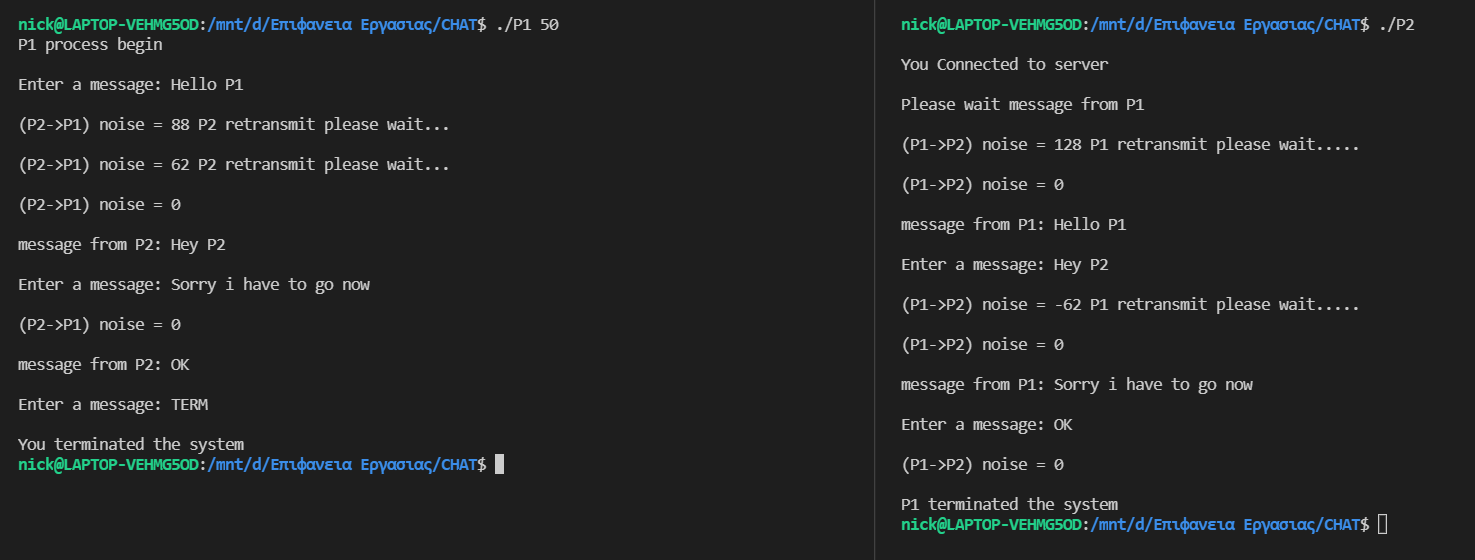 nick@LAPTOP-VEHMG5OD:/mnt/d/Επιφανεια Εργασιας/CHAT$ ./P1 50
P1 process begin
Enter a message: Hello P1
(P2->P1) noise = 88 P2 retransmit please wait...
(P2->P1) noise = 62 P2 retransmit please wait...
(P2->P1) noise = 0
message from P2: Hey P2
Enter a message: Sorry i have to go now
(P2->P1) noise = 0
message from P2: OK
Enter a message: TERM
You terminated the system
nick@LAPTOP-VEHMG5OD:/mnt/d/Επιφανεια Εργασιας/CHAT$
nick@LAPTOP-VEHMG5OD:/mnt/d/Επιφανεια Εργασιας/CHAT$ ./P2
You Connected to server
Please wait message from P1
(P1->P2) noise = 128 P1 retransmit please wait.....
(P1->P2) noise = 0
message from P1: Hello P1
Enter a message: Hey P2
(P1->P2) noise = -62 P1 retransmit please wait.....
(P1->P2) noise = 0
message from P1: Sorry i have to go now
Enter a message: OK
(P1->P2) noise = 0
P1 terminated the system
nick@LAPTOP-VEHMG5OD:/mnt/d/Επιφανεια Εργασιας/CHAT$